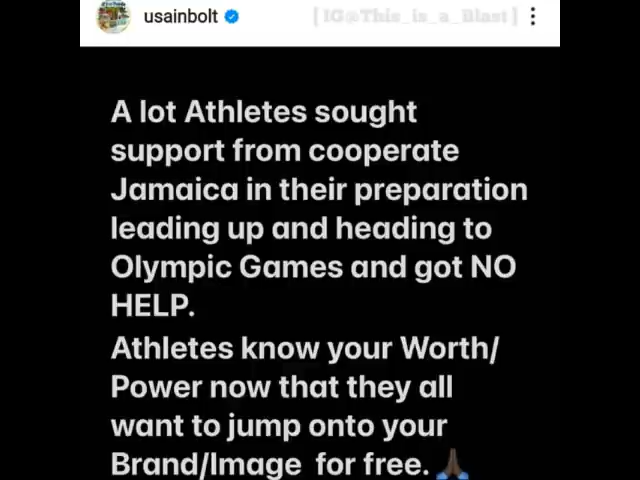 usainbolt
[ IG@This_is_a_Blast ]
A lot Athletes sought
support from cooperate
Jamaica in their preparation
leading up and heading to
Olympic Games and got NO
HELP.
Athletes know your Worth/
Power now that they all
want to jump onto your
Brand/Image for free. 🙏🏾